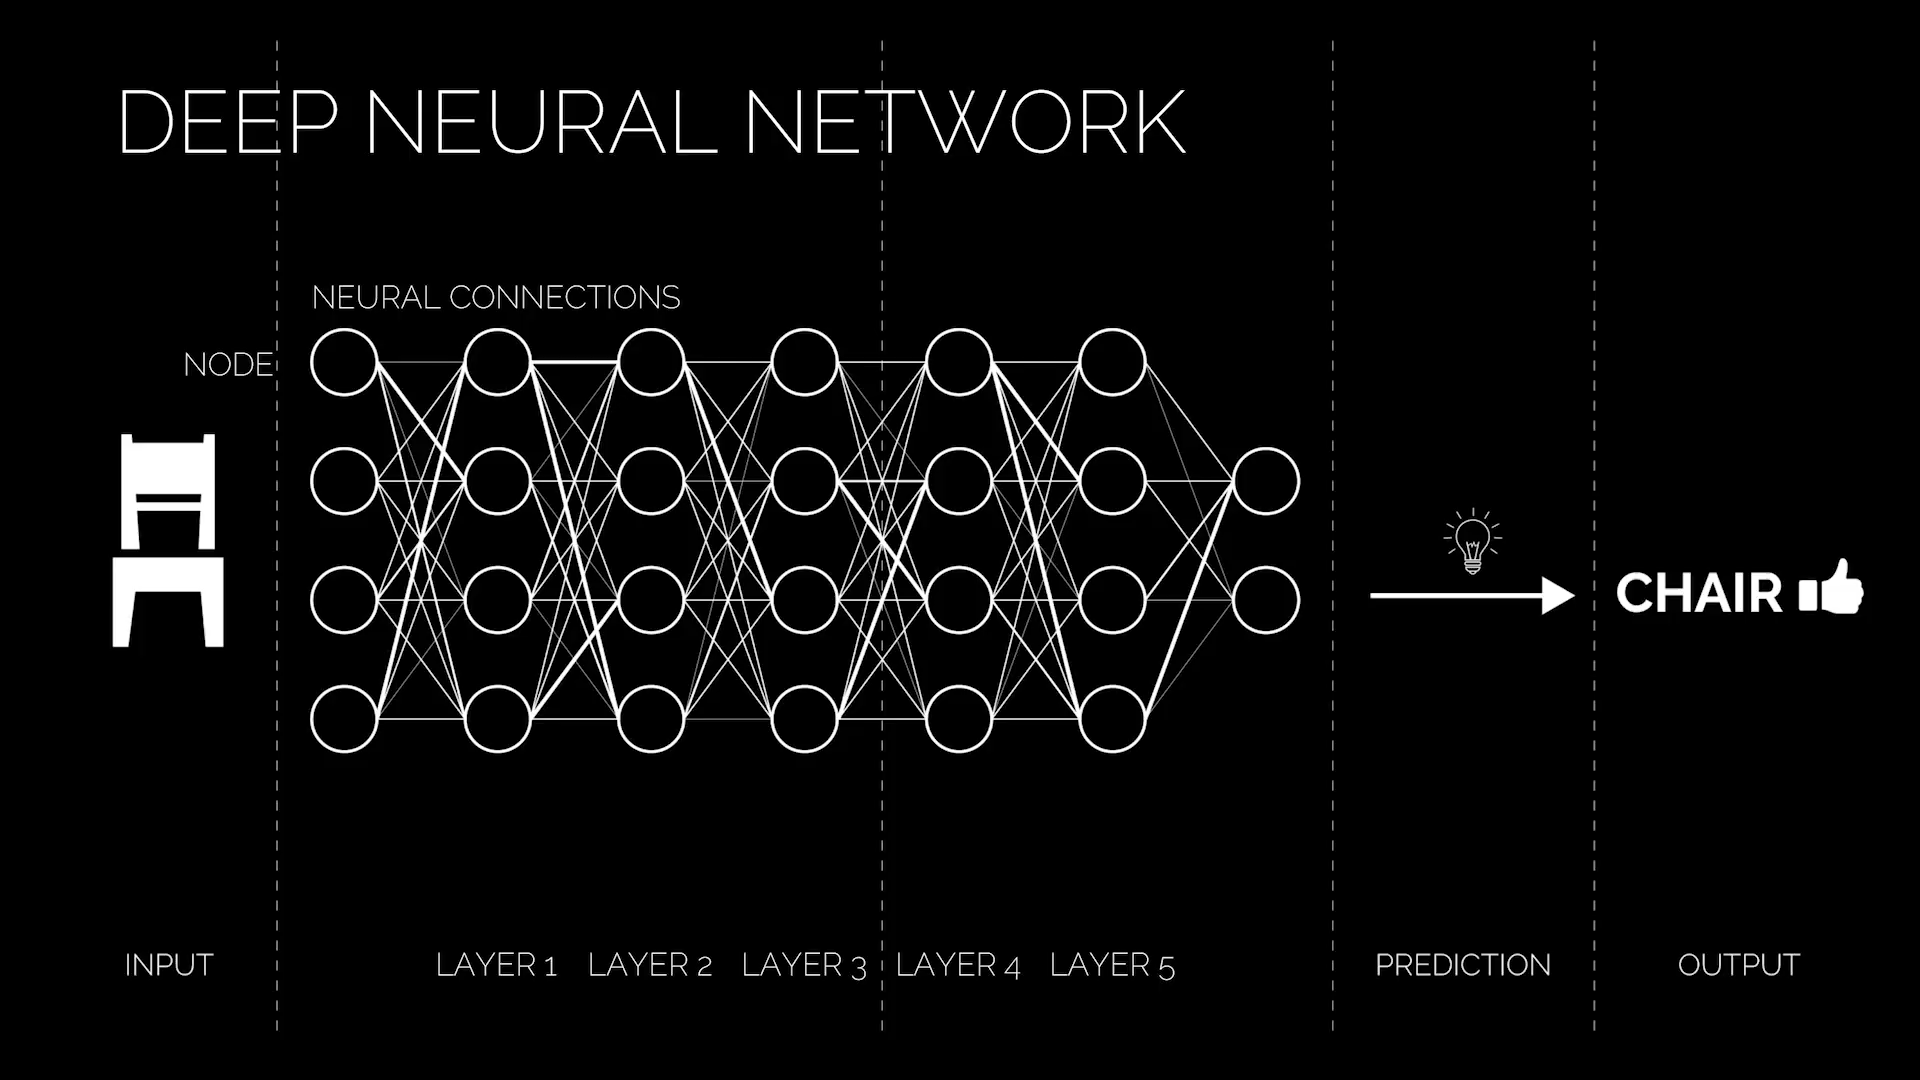 DEEP NEURAL NETWORK
NEURAL CONNECTIONS
NODE
CHAIR
INPUT
LAYER 1
LAYER 2
LAYER 3
LAYER 4
LAYER 5
PREDICTION
OUTPUT